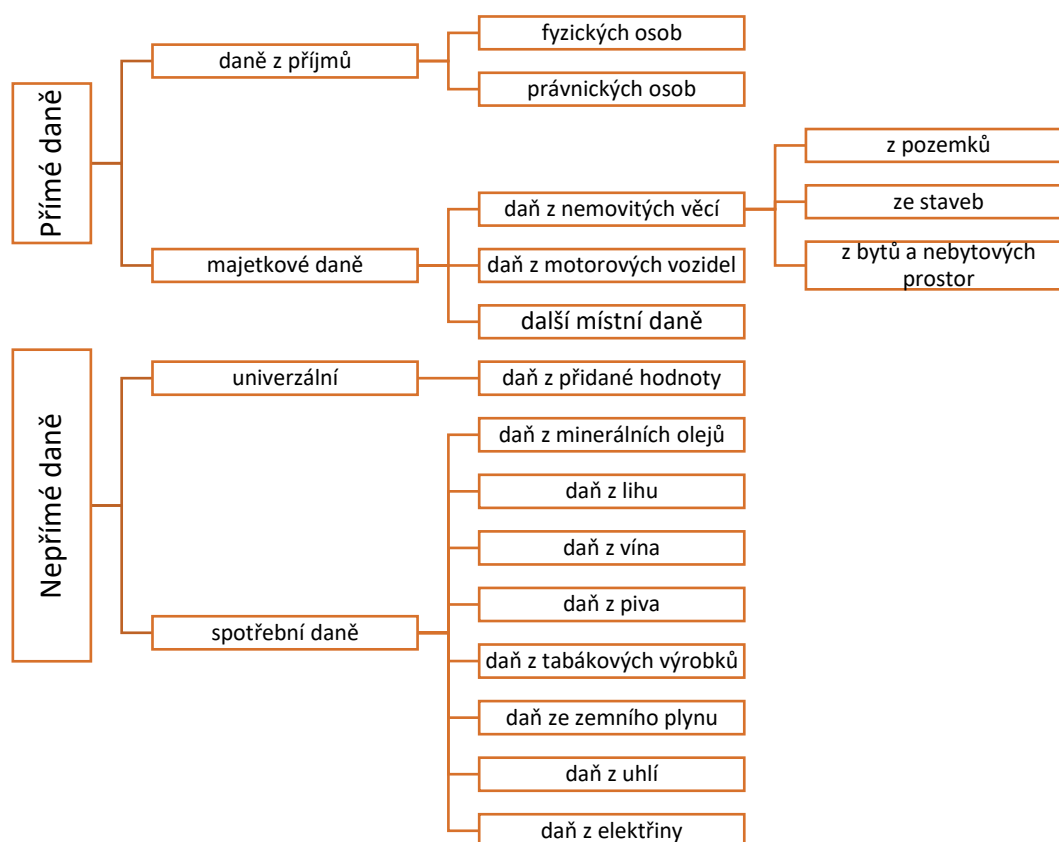 Přímé daně
daně z příjmů
fyzických osob
právnických osob
majetkové daně
daň z nemovitých věcí
z pozemků
ze staveb
z bytů a nebytových
prostor
daň z motorových vozidel
další místní daně
Nepřímé daně
univerzální
daň z přidané hodnoty
spotřební daně
daň z minerálních olejů
daň z lihu
daň z vína
daň z piva
daň z tabákových výrobků
daň ze zemního plynu
daň z uhlí
daň z elektřiny